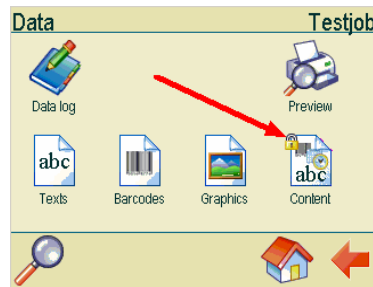 Data Testjob
Data log Preview
abc abc
Texts Barcodes Graphics Content